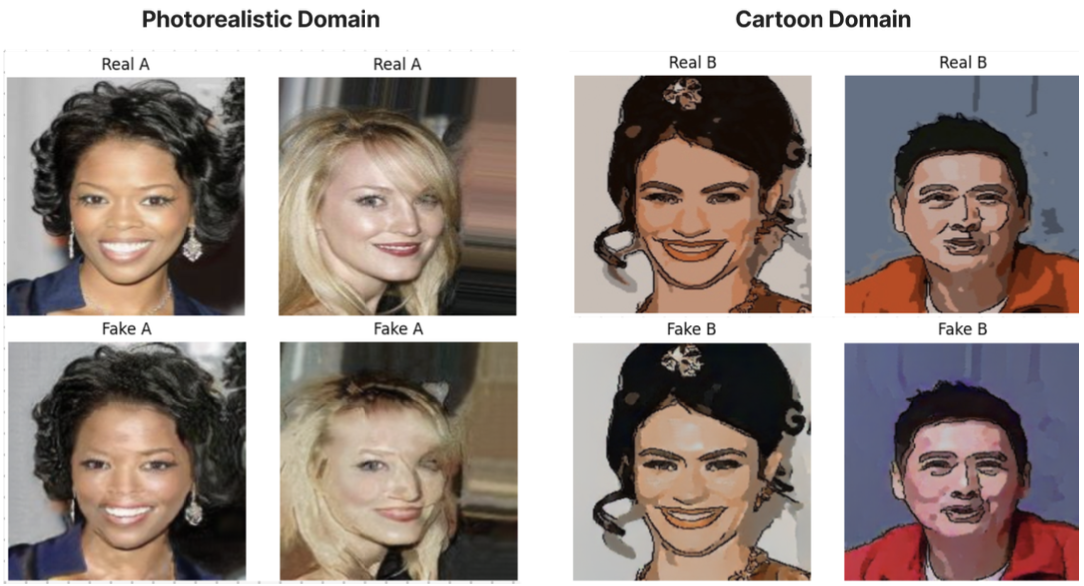 Photorealistic Domain
Cartoon Domain
Real A
Real A
Real B
Real B
Fake A
Fake A
Fake B
Fake B
G
G